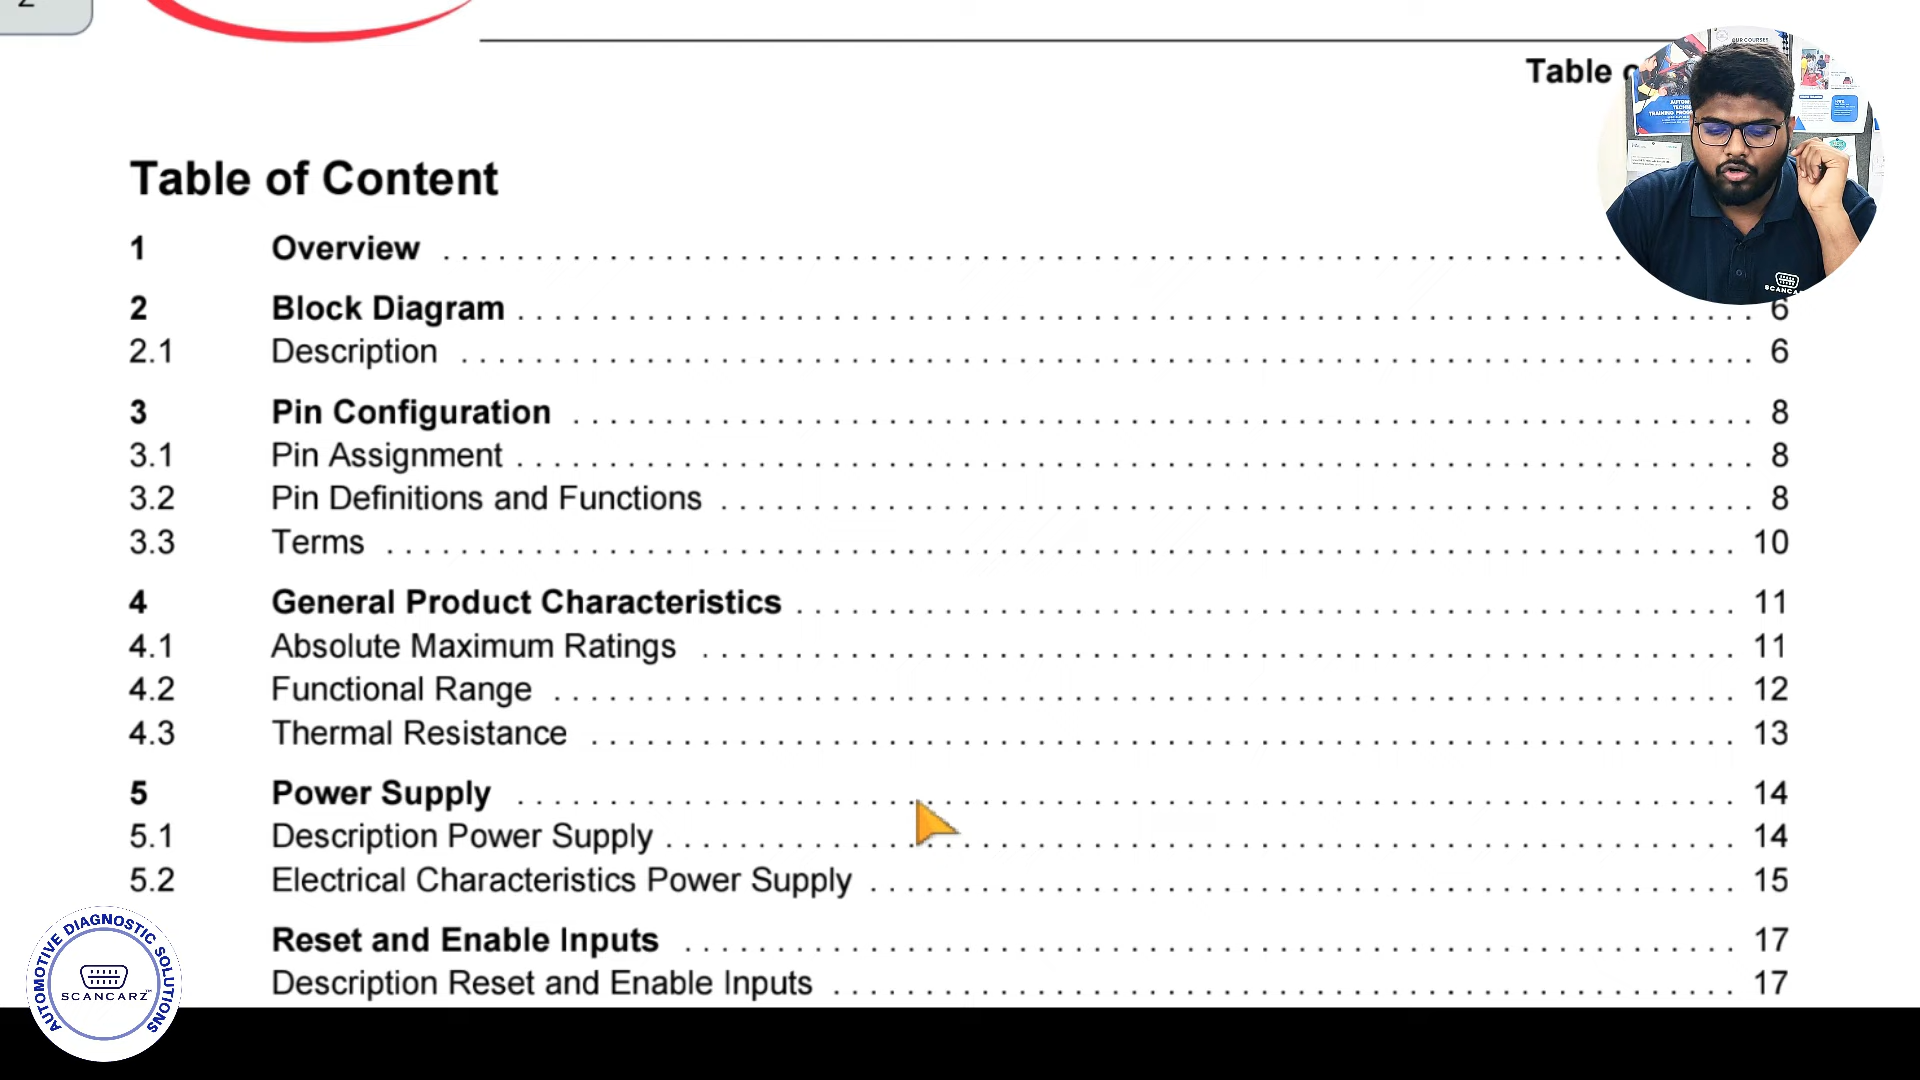 2
Table
Table of Content
1 Overview
2 Block Diagram 6
2.1 Description 6
3 Pin Configuration 8
3.1 Pin Assignment 8
3.2 Pin Definitions and Functions 8
3.3 Terms 10
4 General Product Characteristics 11
4.1 Absolute Maximum Ratings 11
4.2 Functional Range 12
4.3 Thermal Resistance 13
5 Power Supply 14
5.1 Description Power Supply 14
5.2 Electrical Characteristics Power Supply 15
Reset and Enable Inputs 17
Description Reset and Enable Inputs 17
AUTOMOTIVE DIAGNOSTIC SOLUTIONS
SCANCARZ™
OUR COURSES